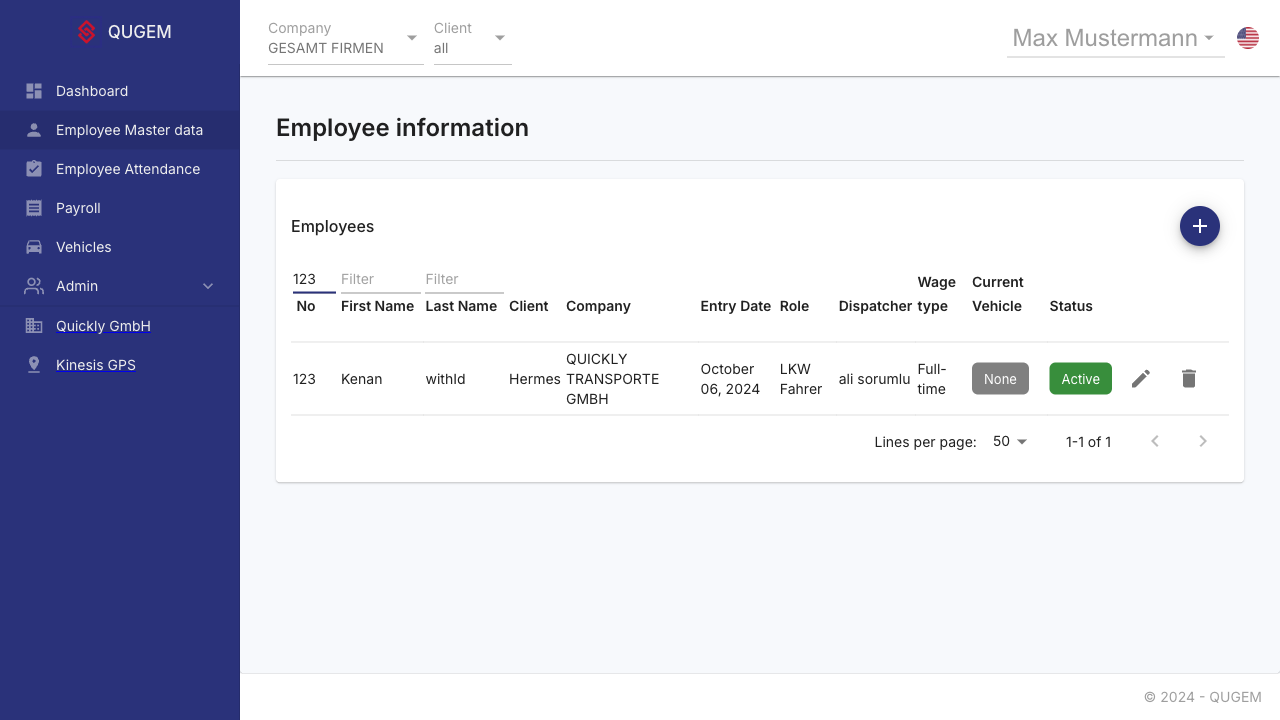 QUGEM
Dashboard
Employee Master data
Employee Attendance
Payroll
Vehicles
Admin
Quickly GmbH
Kinesis GPS
Company
GESAMT FIRMEN
Client
all
Max Mustermann
Employee information
Employees
123 Filter Filter
No First Name Last Name Client Company Entry Date Role Dispatcher Wage type Current Vehicle Status
123 Kenan withId Hermes QUICKLY TRANSPORTE GMBH October 06, 2024 LKW Fahrer ali sorumlu Full-time None Active
Lines per page: 50 1-1 of 1
© 2024 - QUGEM